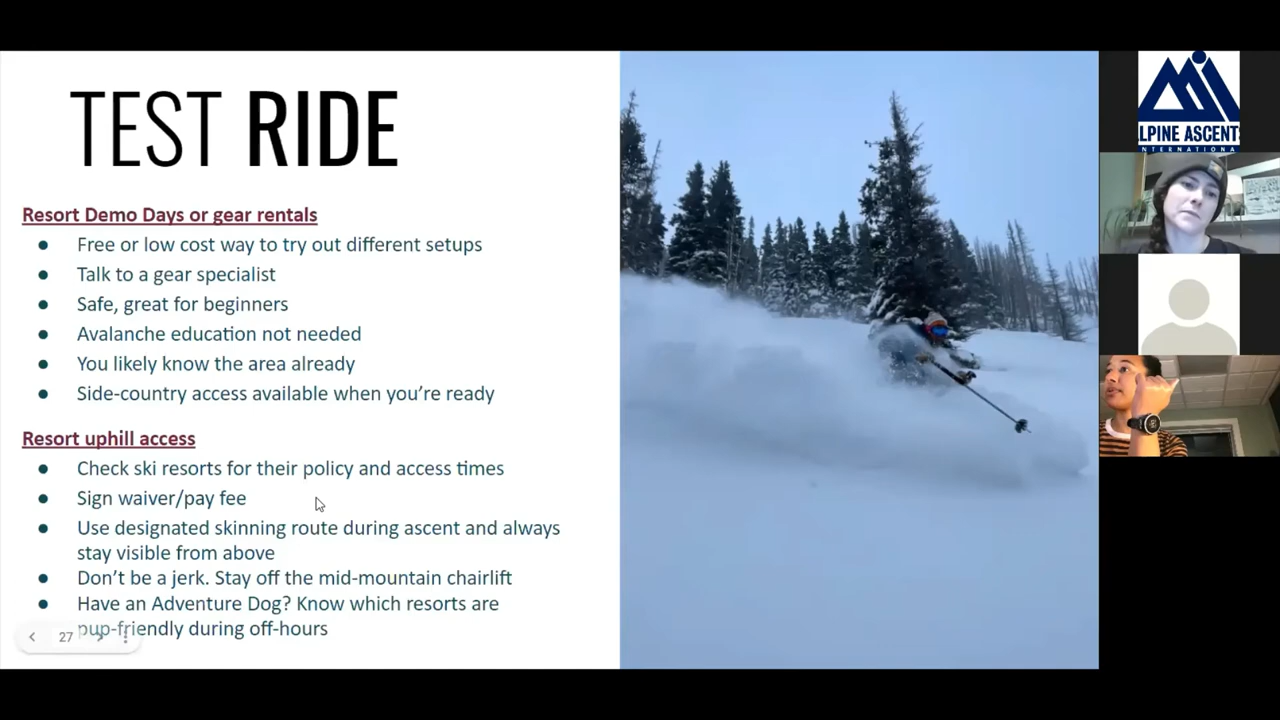 TEST RIDE
Resort Demo Days or gear rentals
● Free or low cost way to try out different setups
● Talk to a gear specialist
● Safe, great for beginners
● Avalanche education not needed
● You likely know the area already
● Side-country access available when you're ready
Resort uphill access
● Check ski resorts for their policy and access times
● Sign waiver/pay fee
● Use designated skinning route during ascent and always
stay visible from above
● Don't be a jerk. Stay off the mid-mountain chairlift
● Have an Adventure Dog? Know which resorts are
pup-friendly during off-hours
27
LPINE ASCENT
NTERNATIONA